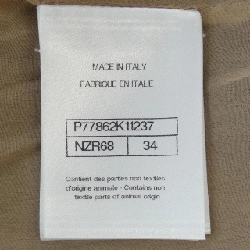 MADE IN ITALY
FABRIQUÉ EN ITALIE
P77862K11237
NZR68 34
Contient des parties non textiles
d'origine animale - Contains non
textile parts of animal origin